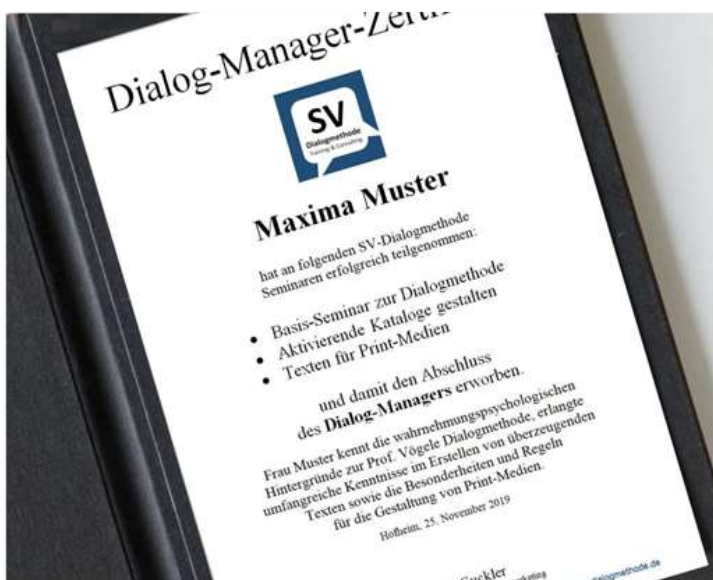 Dialog-Manager-Zertifi
SV
Dialogmethode
Training & Consulting
Maxima Muster
hat an folgenden SV-Dialogmethode
Seminaren erfolgreich teilgenommen:
• Basis-Seminar zur Dialogmethode
• Aktivierende Kataloge gestalten
• Texten für Print-Medien
und damit den Abschluss
des Dialog-Managers erworben.
Frau Muster kennt die wahrnehmungspsychologischen
Hintergründe zur Prof. Vögele Dialogmethode, erlangte
umfangreiche Kenntnisse im Erstellen von überzeugenden
Texten sowie die Besonderheiten und Regeln
für die Gestaltung von Print-Medien.
Hofheim, 25. November 2019